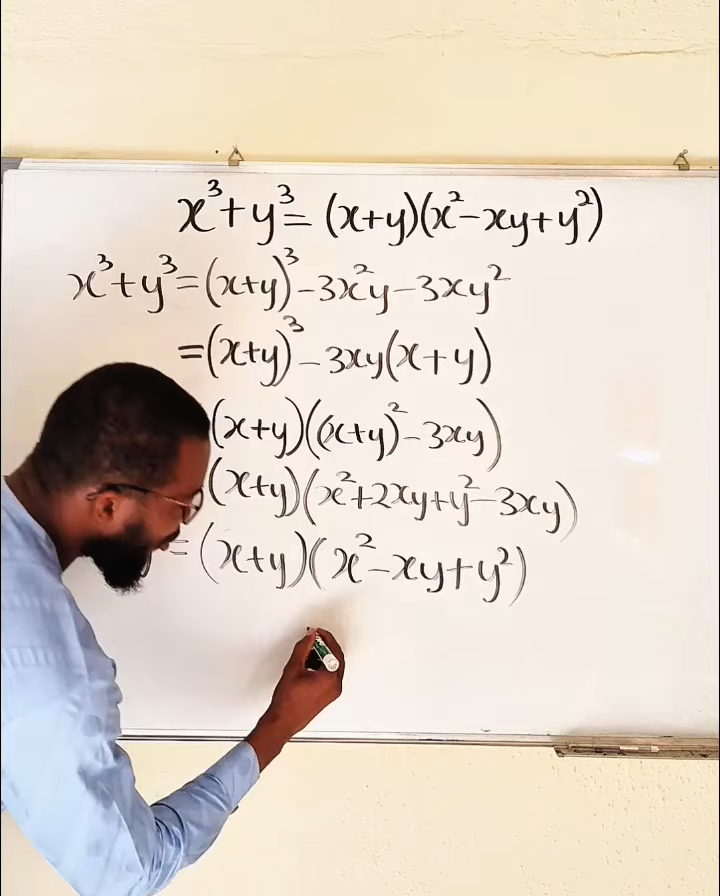 x³+y³= (x+y)(x²-xy+y²)
x³+y³=(x+y)³-3x²y-3xy²
=(x+y)³-3xy(x+y)
(x+y)((x+y)²-3xy)
(x+y)(x²+2xy+y²-3xy)
=(x+y)(x²-xy+y²)